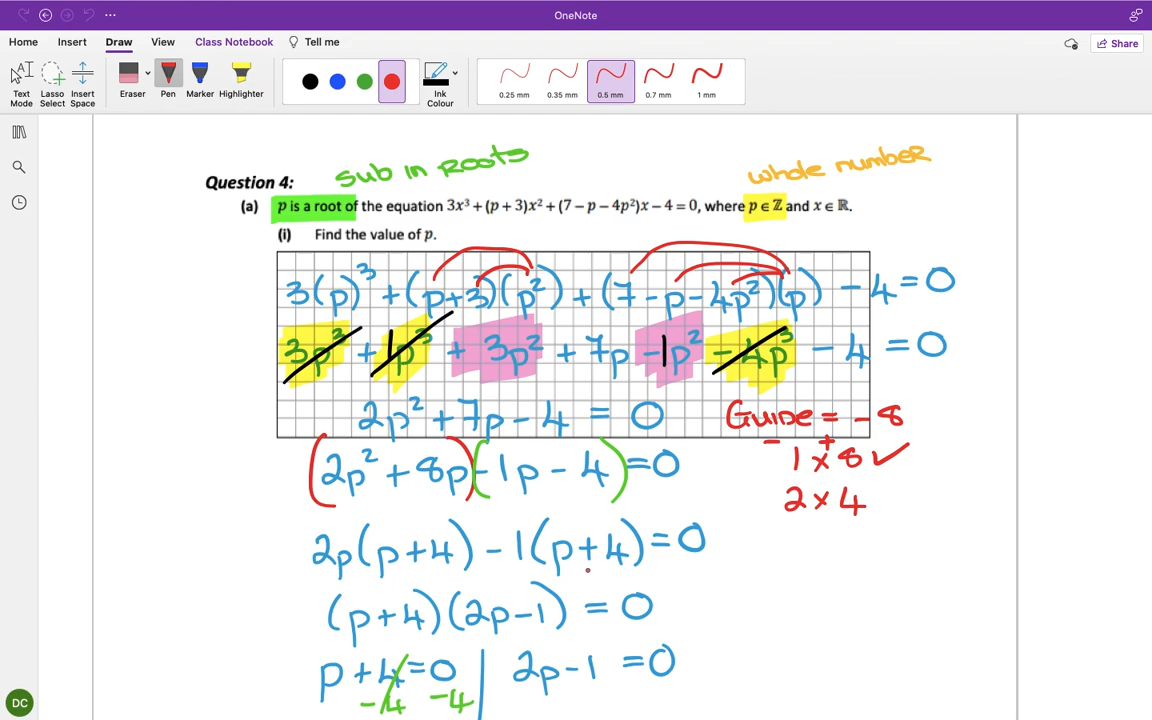 OneNote
Home Insert Draw View Class Notebook Tell me
Share
Text Mode
Lasso Select
Insert Space
Eraser
Pen
Marker
Highlighter
Ink Colour
0.25 mm 0.35 mm 0.5 mm 0.7 mm 1 mm
sub in roots
whole number
Question 4:
(a) p is a root of the equation 3x³ + (p + 3)x² + (7 − p − 4p²)x − 4 = 0, where p ∈ ℤ and x ∈ ℝ.
(i) Find the value of p.
3(p)³ + (p+3)(p²) + (7 − p − 4p²)(p) − 4 = 0
3p³ + 1p³ + 3p² + 7p − 1p² − 4p³ − 4 = 0
2p² + 7p − 4 = 0
Guide = −8
− +
1 × 8 ✓
(2p² + 8p)(−1p − 4) = 0
2 × 4
2p(p+4) − 1(p+4) = 0
(p+4)(2p−1) = 0
p + 4 = 0 | 2p − 1 = 0
−4 −4
DC